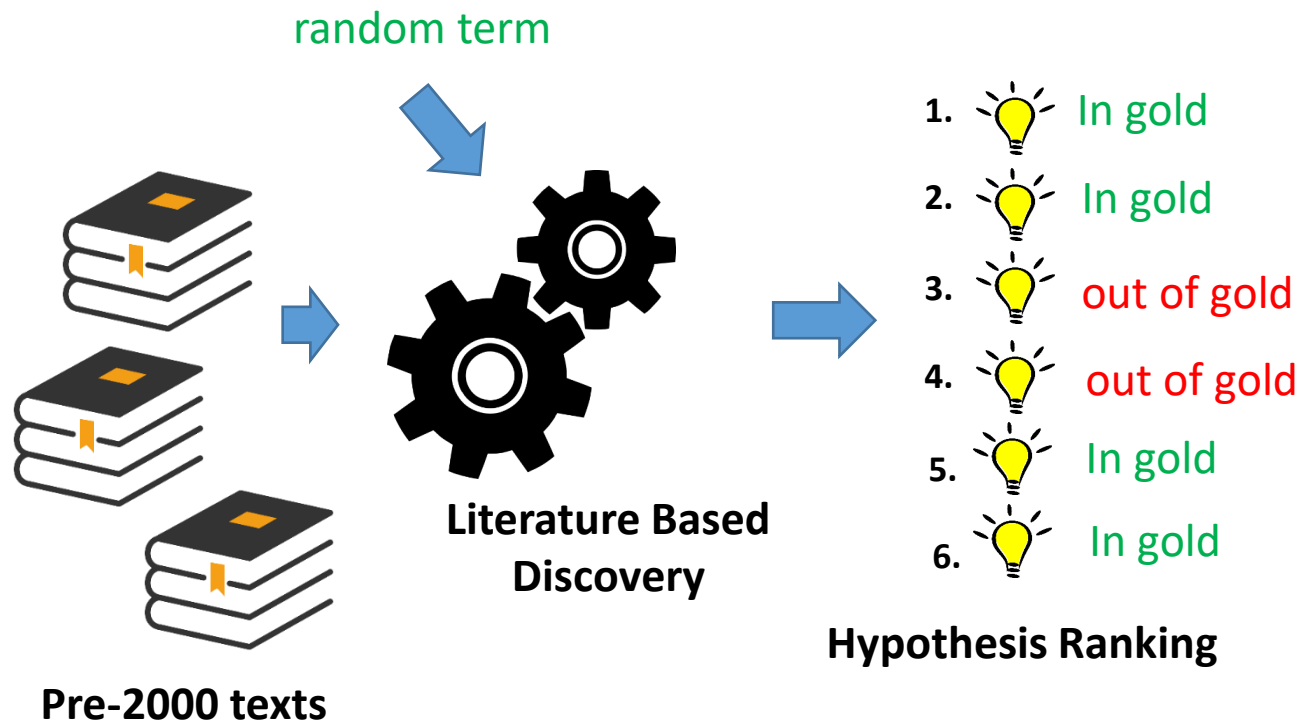 random term
1. In gold
2. In gold
3. out of gold
4. out of gold
5. In gold
6. In gold
Literature Based
Discovery
Hypothesis Ranking
Pre-2000 texts